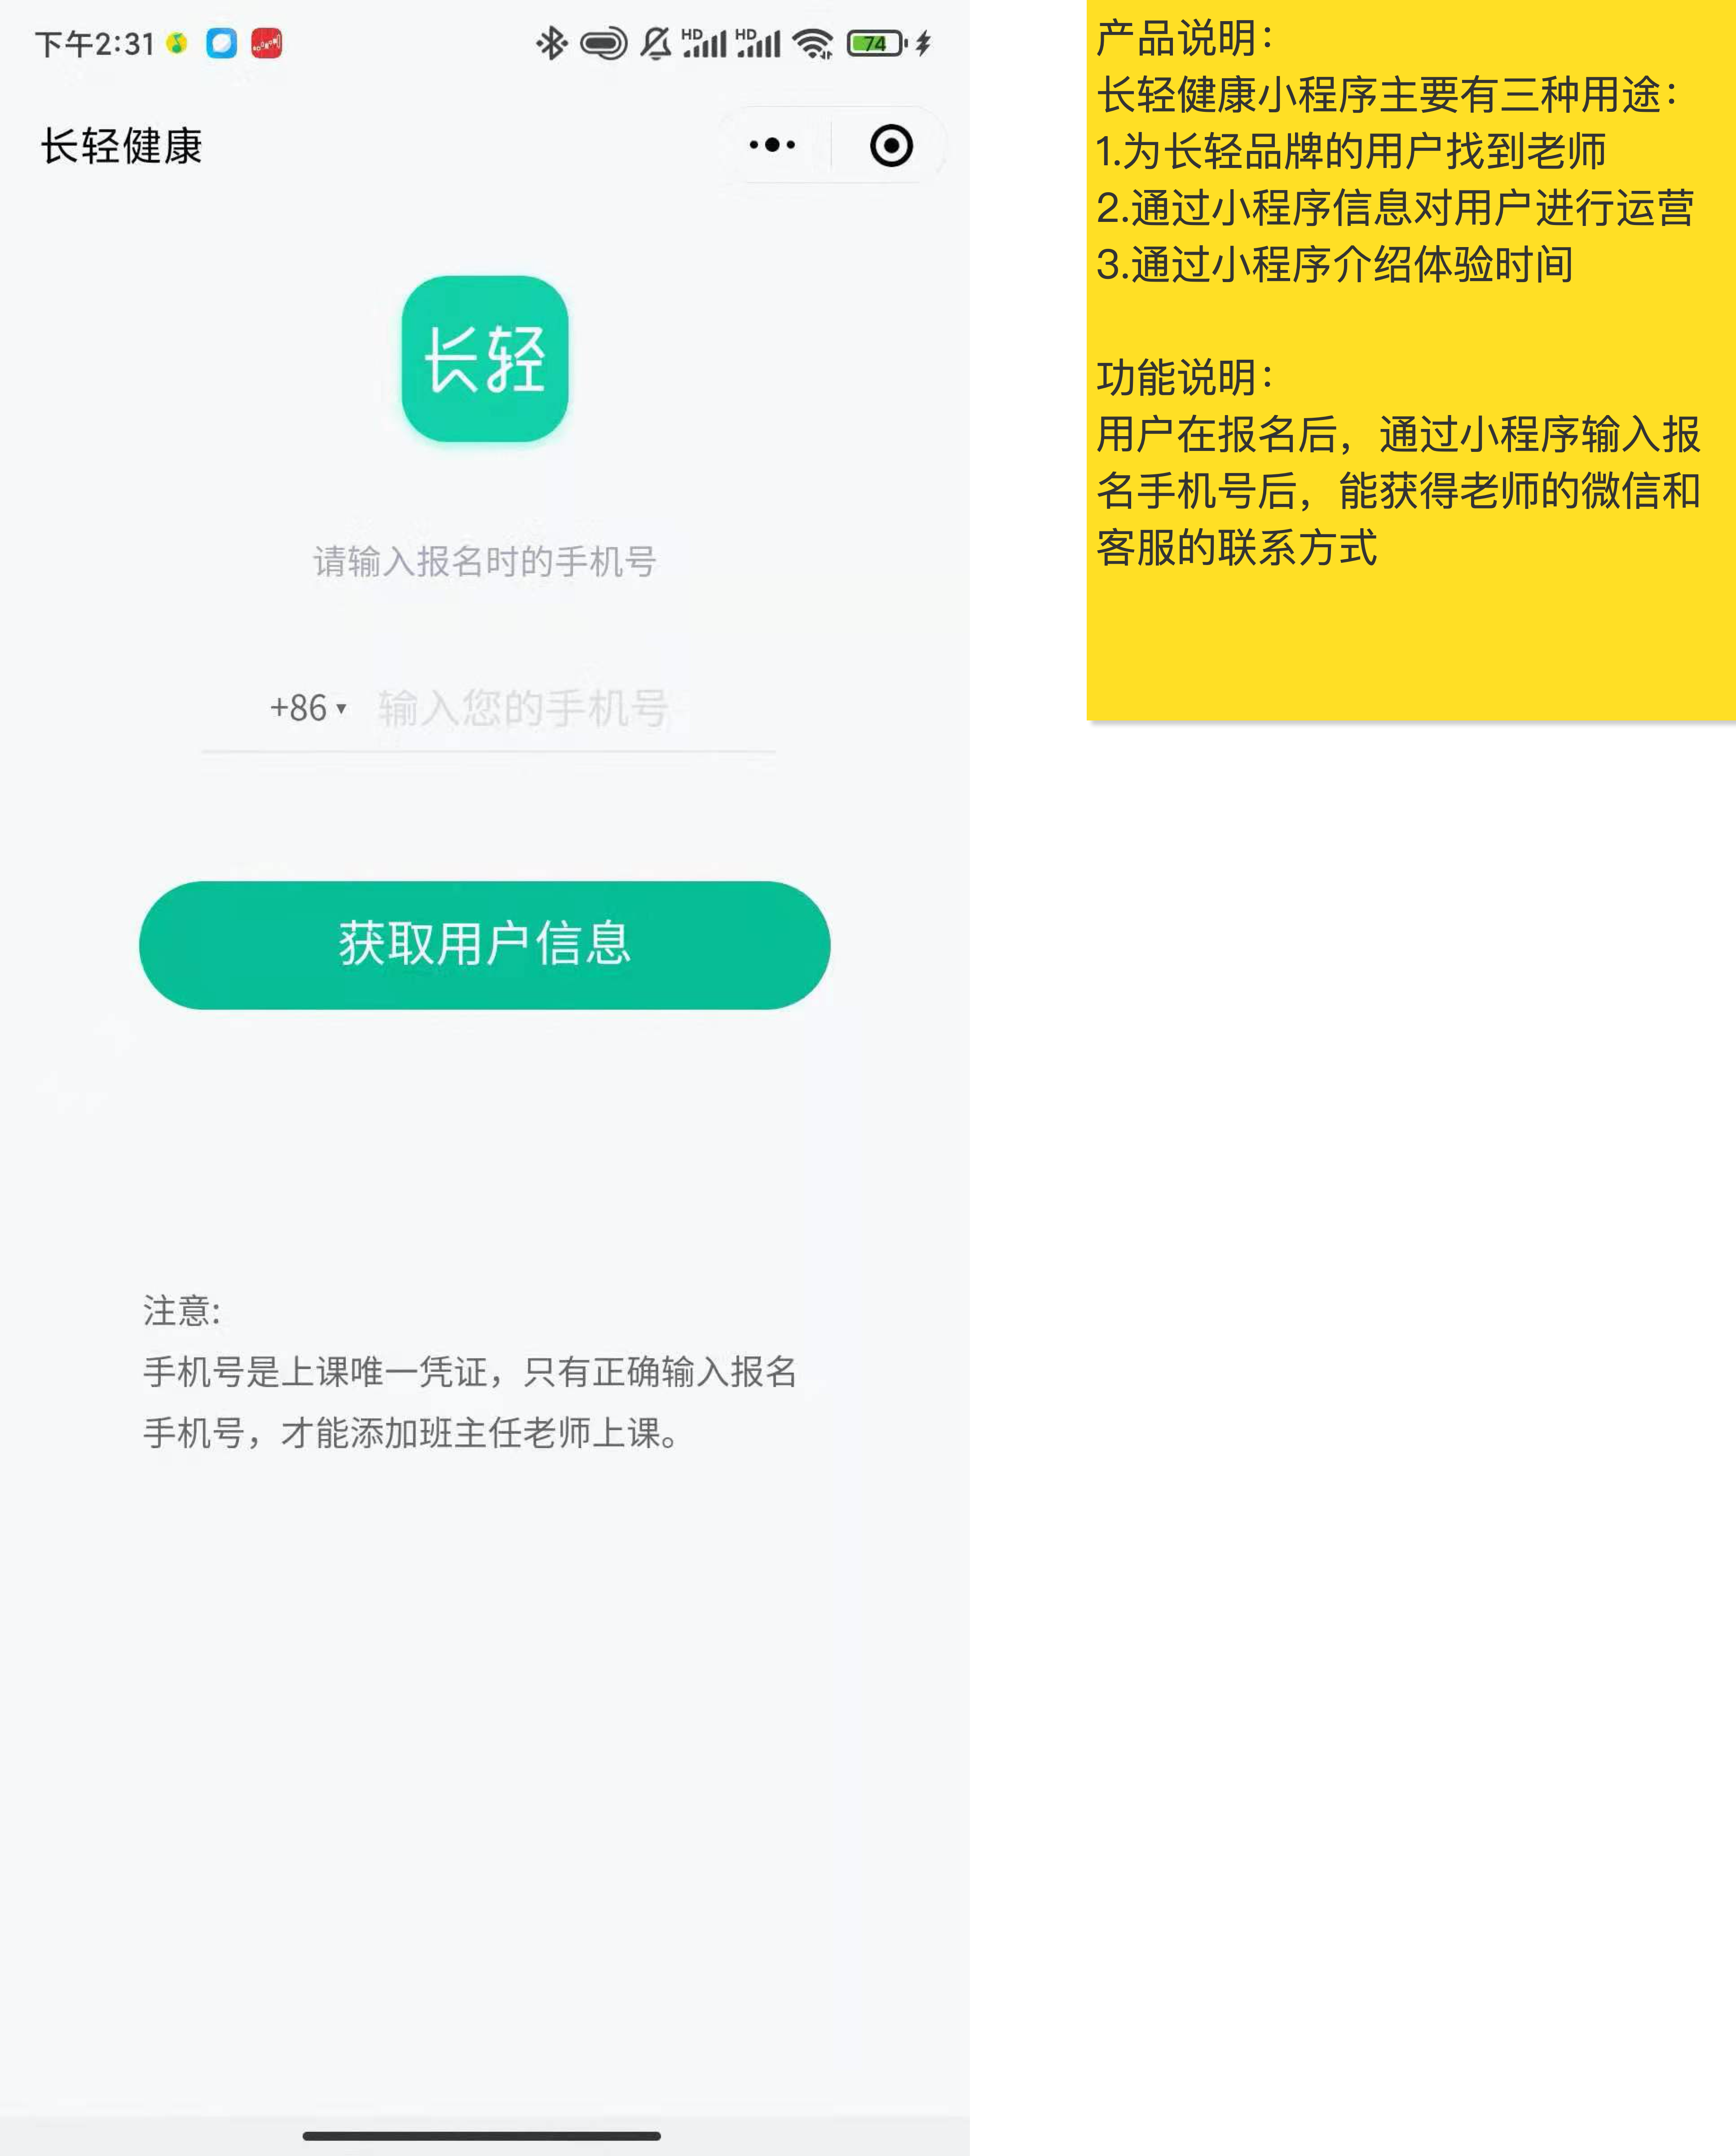 下午2:31
HD HD 74
长轻健康
长轻
请输入报名时的手机号
+86 输入您的手机号
获取用户信息
注意:
手机号是上课唯一凭证，只有正确输入报名
手机号，才能添加班主任老师上课。
产品说明：
长轻健康小程序主要有三种用途：
1.为长轻品牌的用户找到老师
2.通过小程序信息对用户进行运营
3.通过小程序介绍体验时间
功能说明：
用户在报名后，通过小程序输入报
名手机号后，能获得老师的微信和
客服的联系方式